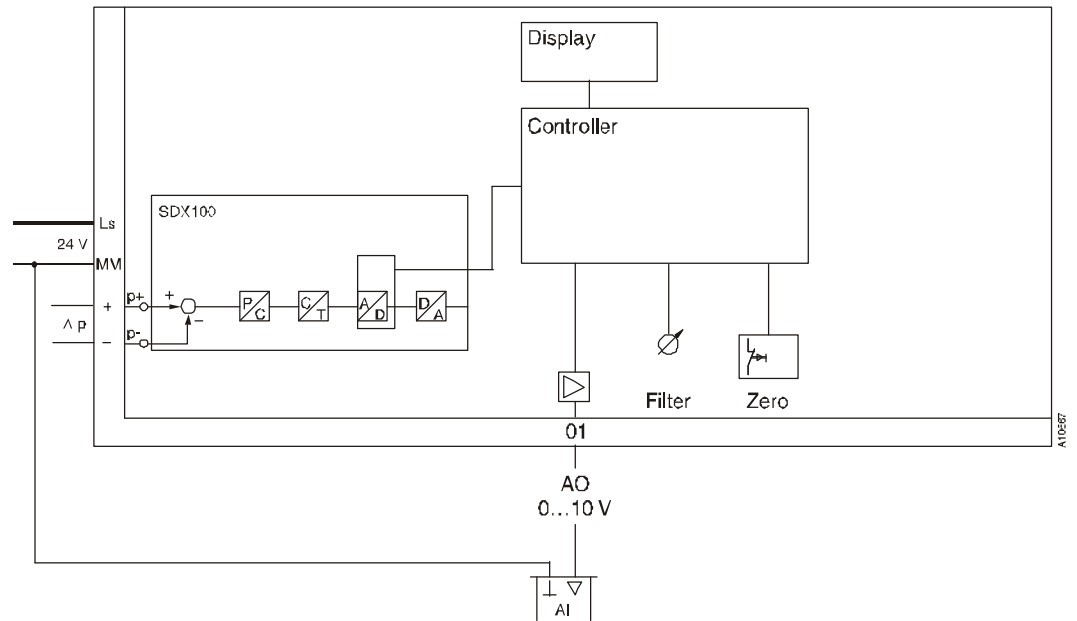 Display
Controller
SDX100
Ls
24 V
MM
+
p+
+
P/C
C/T
A/D
D/A
Δ p
−
p-
−
Filter
Zero
01
A10567
AO
0...10 V
AI